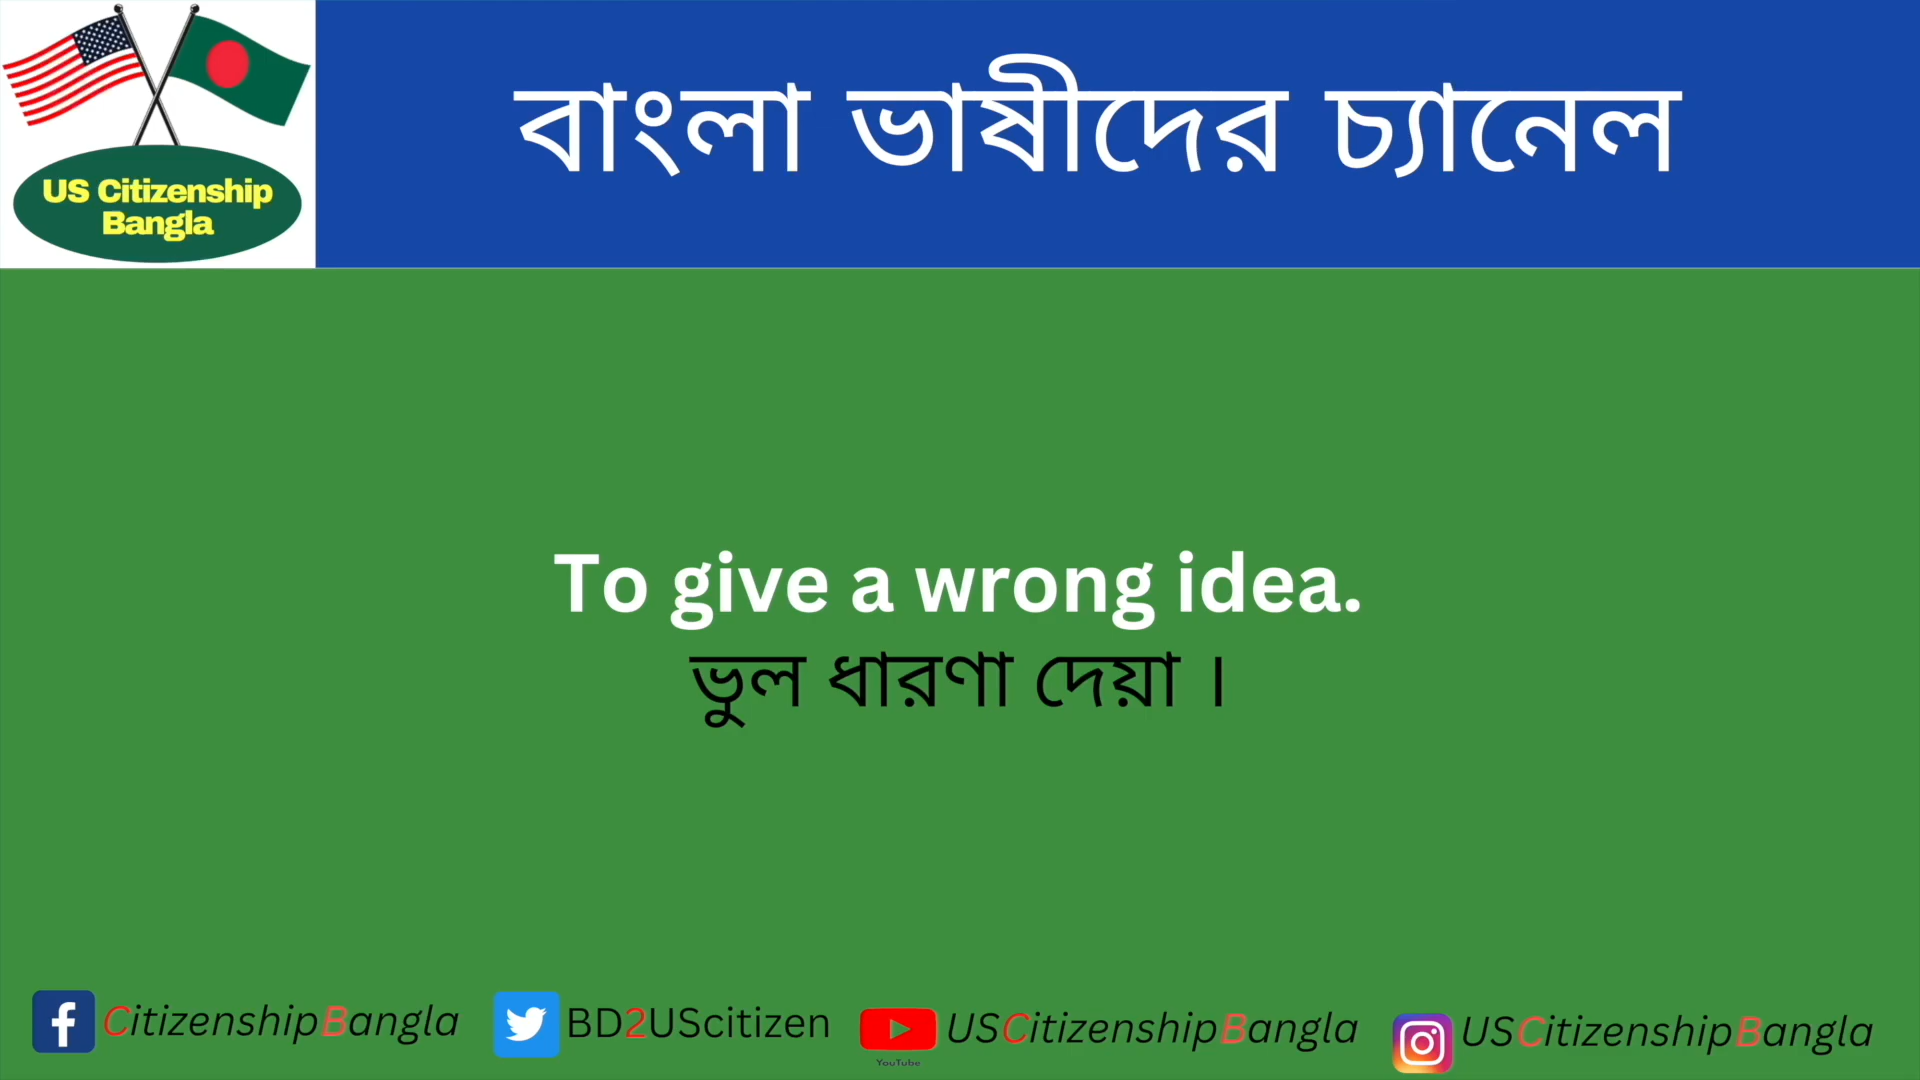 US Citizenship
Bangla
বাংলা ভাষীদের চ্যানেল
To give a wrong idea.
ভুল ধারণা দেয়া ।
CitizenshipBangla
BD2UScitizen
YouTube
USCitizenshipBangla
USCitizenshipBangla